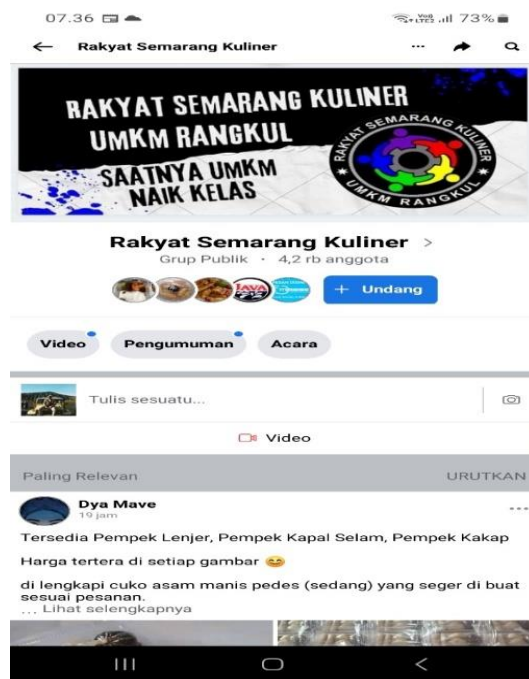 07.36
73%
Rakyat Semarang Kuliner
RAKYAT SEMARANG KULINER
UMKM RANGKUL
SAATNYA UMKM
NAIK KELAS
RAKYAT SEMARANG KULINER
UMKM RANGKUL
Rakyat Semarang Kuliner
Grup Publik · 4,2 rb anggota
JAVA
+ Undang
Video Pengumuman Acara
Tulis sesuatu...
Video
Paling Relevan URUTKAN
Dya Mave
19 jam
Tersedia Pempek Lenjer, Pempek Kapal Selam, Pempek Kakap
Harga tertera di setiap gambar 😊
di lengkapi cuko asam manis pedes (sedang) yang seger di buat
sesuai pesanan.
... Lihat selengkapnya